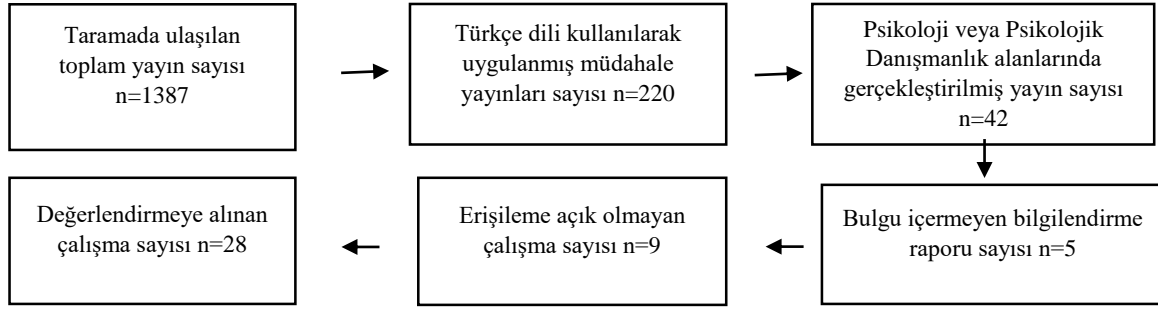 Taramada ulaşılan
toplam yayın sayısı
n=1387
Türkçe dili kullanılarak
uygulanmış müdahale
yayınları sayısı n=220
Psikoloji veya Psikolojik
Danışmanlık alanlarında
gerçekleştirilmiş yayın sayısı
n=42
Bulgu içermeyen bilgilendirme
raporu sayısı n=5
Erişileme açık olmayan
çalışma sayısı n=9
Değerlendirmeye alınan
çalışma sayısı n=28